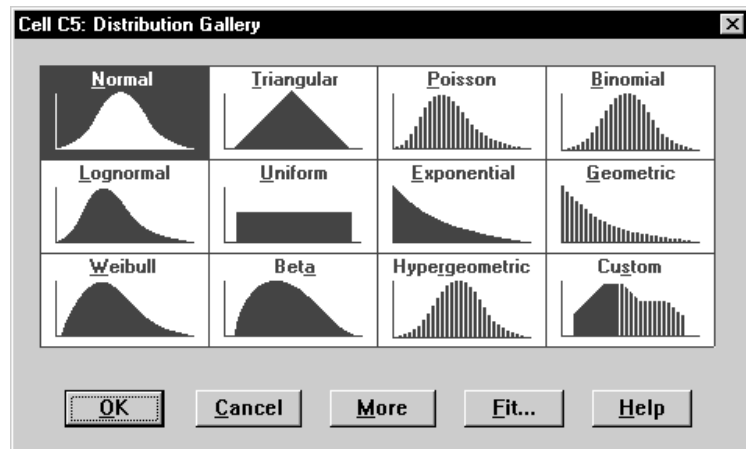 Cell C5: Distribution Gallery
Normal Triangular Poisson Binomial
Lognormal Uniform Exponential Geometric
Weibull Beta Hypergeometric Custom
OK Cancel More Fit... Help